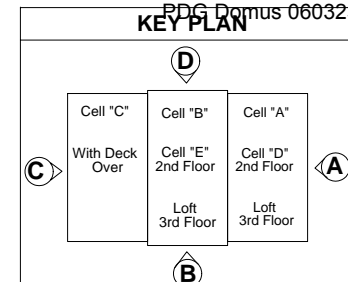 PDG Domus 06032
KEY PLAN
D
Cell "C"
With Deck
Over
Cell "B"
Cell "E"
2nd Floor
Loft
3rd Floor
Cell "A"
Cell "D"
2nd Floor
Loft
3rd Floor
C
A
B